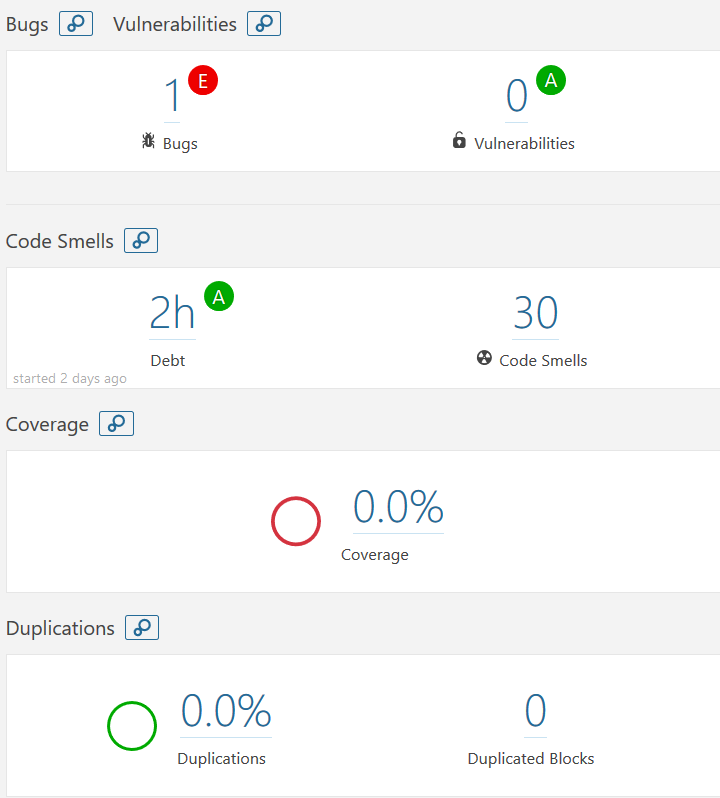 Bugs Vulnerabilities
1 E 0 A
Bugs Vulnerabilities
Code Smells
2h A 30
Debt Code Smells
started 2 days ago
Coverage
0.0%
Coverage
Duplications
0.0% 0
Duplications Duplicated Blocks